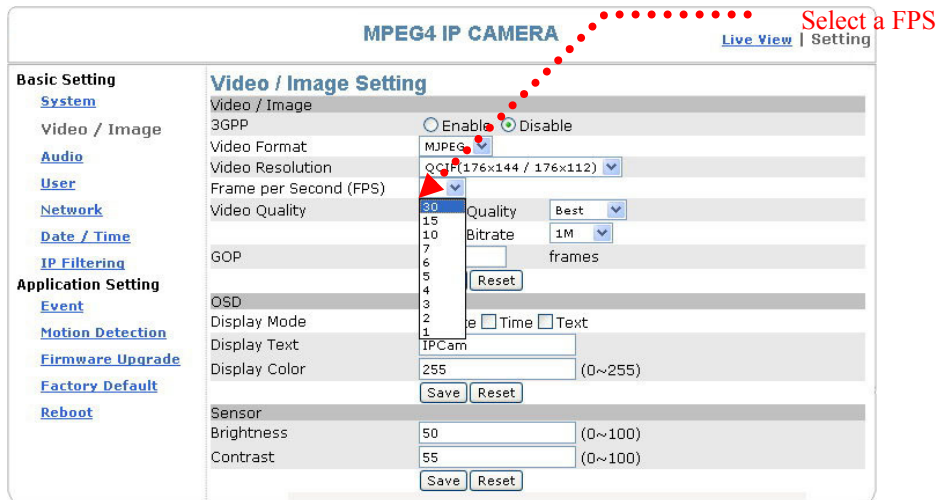 Select a FPS
MPEG4 IP CAMERA
Live View | Setting
Basic Setting
System
Video / Image
Audio
User
Network
Date / Time
IP Filtering
Application Setting
Event
Motion Detection
Firmware Upgrade
Factory Default
Reboot
Video / Image Setting
Video / Image
3GPP Enable Disable
Video Format MJPEG
Video Resolution QCIF(176x144 / 176x112)
Frame per Second (FPS)
30
15
10
7
6
5
4
3
2
1
Video Quality Quality Best
Bitrate 1M
GOP frames
Reset
OSD
Display Mode Time Text
Display Text IPCam
Display Color 255 (0~255)
Save Reset
Sensor
Brightness 50 (0~100)
Contrast 55 (0~100)
Save Reset